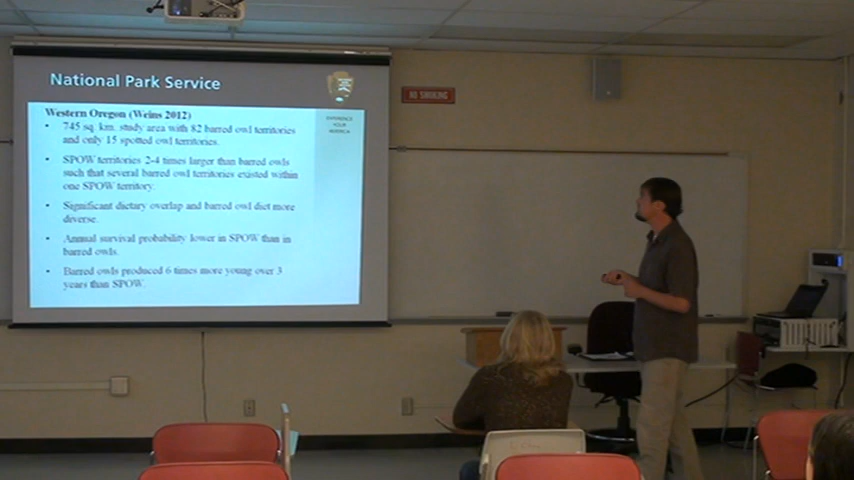 National Park Service
EXPERIENCE
YOUR
AMERICA
NO SMOKING
Western Oregon (Weins 2012)
• 745 sq. km. study area with 82 barred owl territories
and only 15 spotted owl territories.
• SPOW territories 2-4 times larger than barred owls
such that several barred owl territories existed within
one SPOW territory.
• Significant dietary overlap and barred owl diet more
diverse.
• Annual survival probability lower in SPOW than in
barred owls.
• Barred owls produced 6 times more young over 3
years than SPOW.